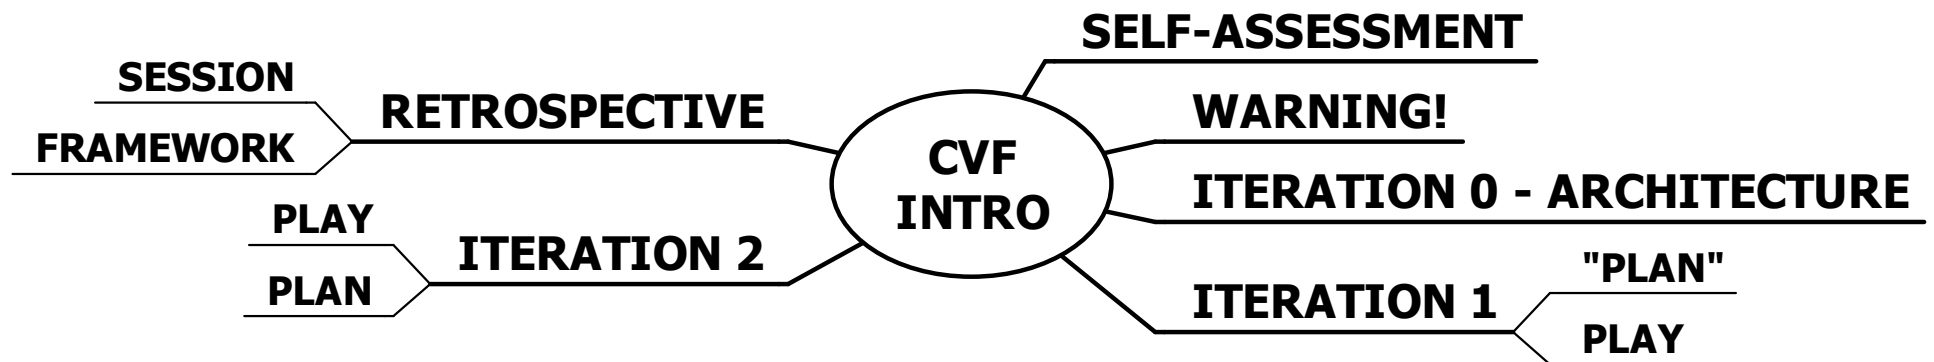 CVF
INTRO
SELF-ASSESSMENT
WARNING!
ITERATION 0 - ARCHITECTURE
ITERATION 1
"PLAN"
PLAY
RETROSPECTIVE
SESSION
FRAMEWORK
ITERATION 2
PLAY
PLAN